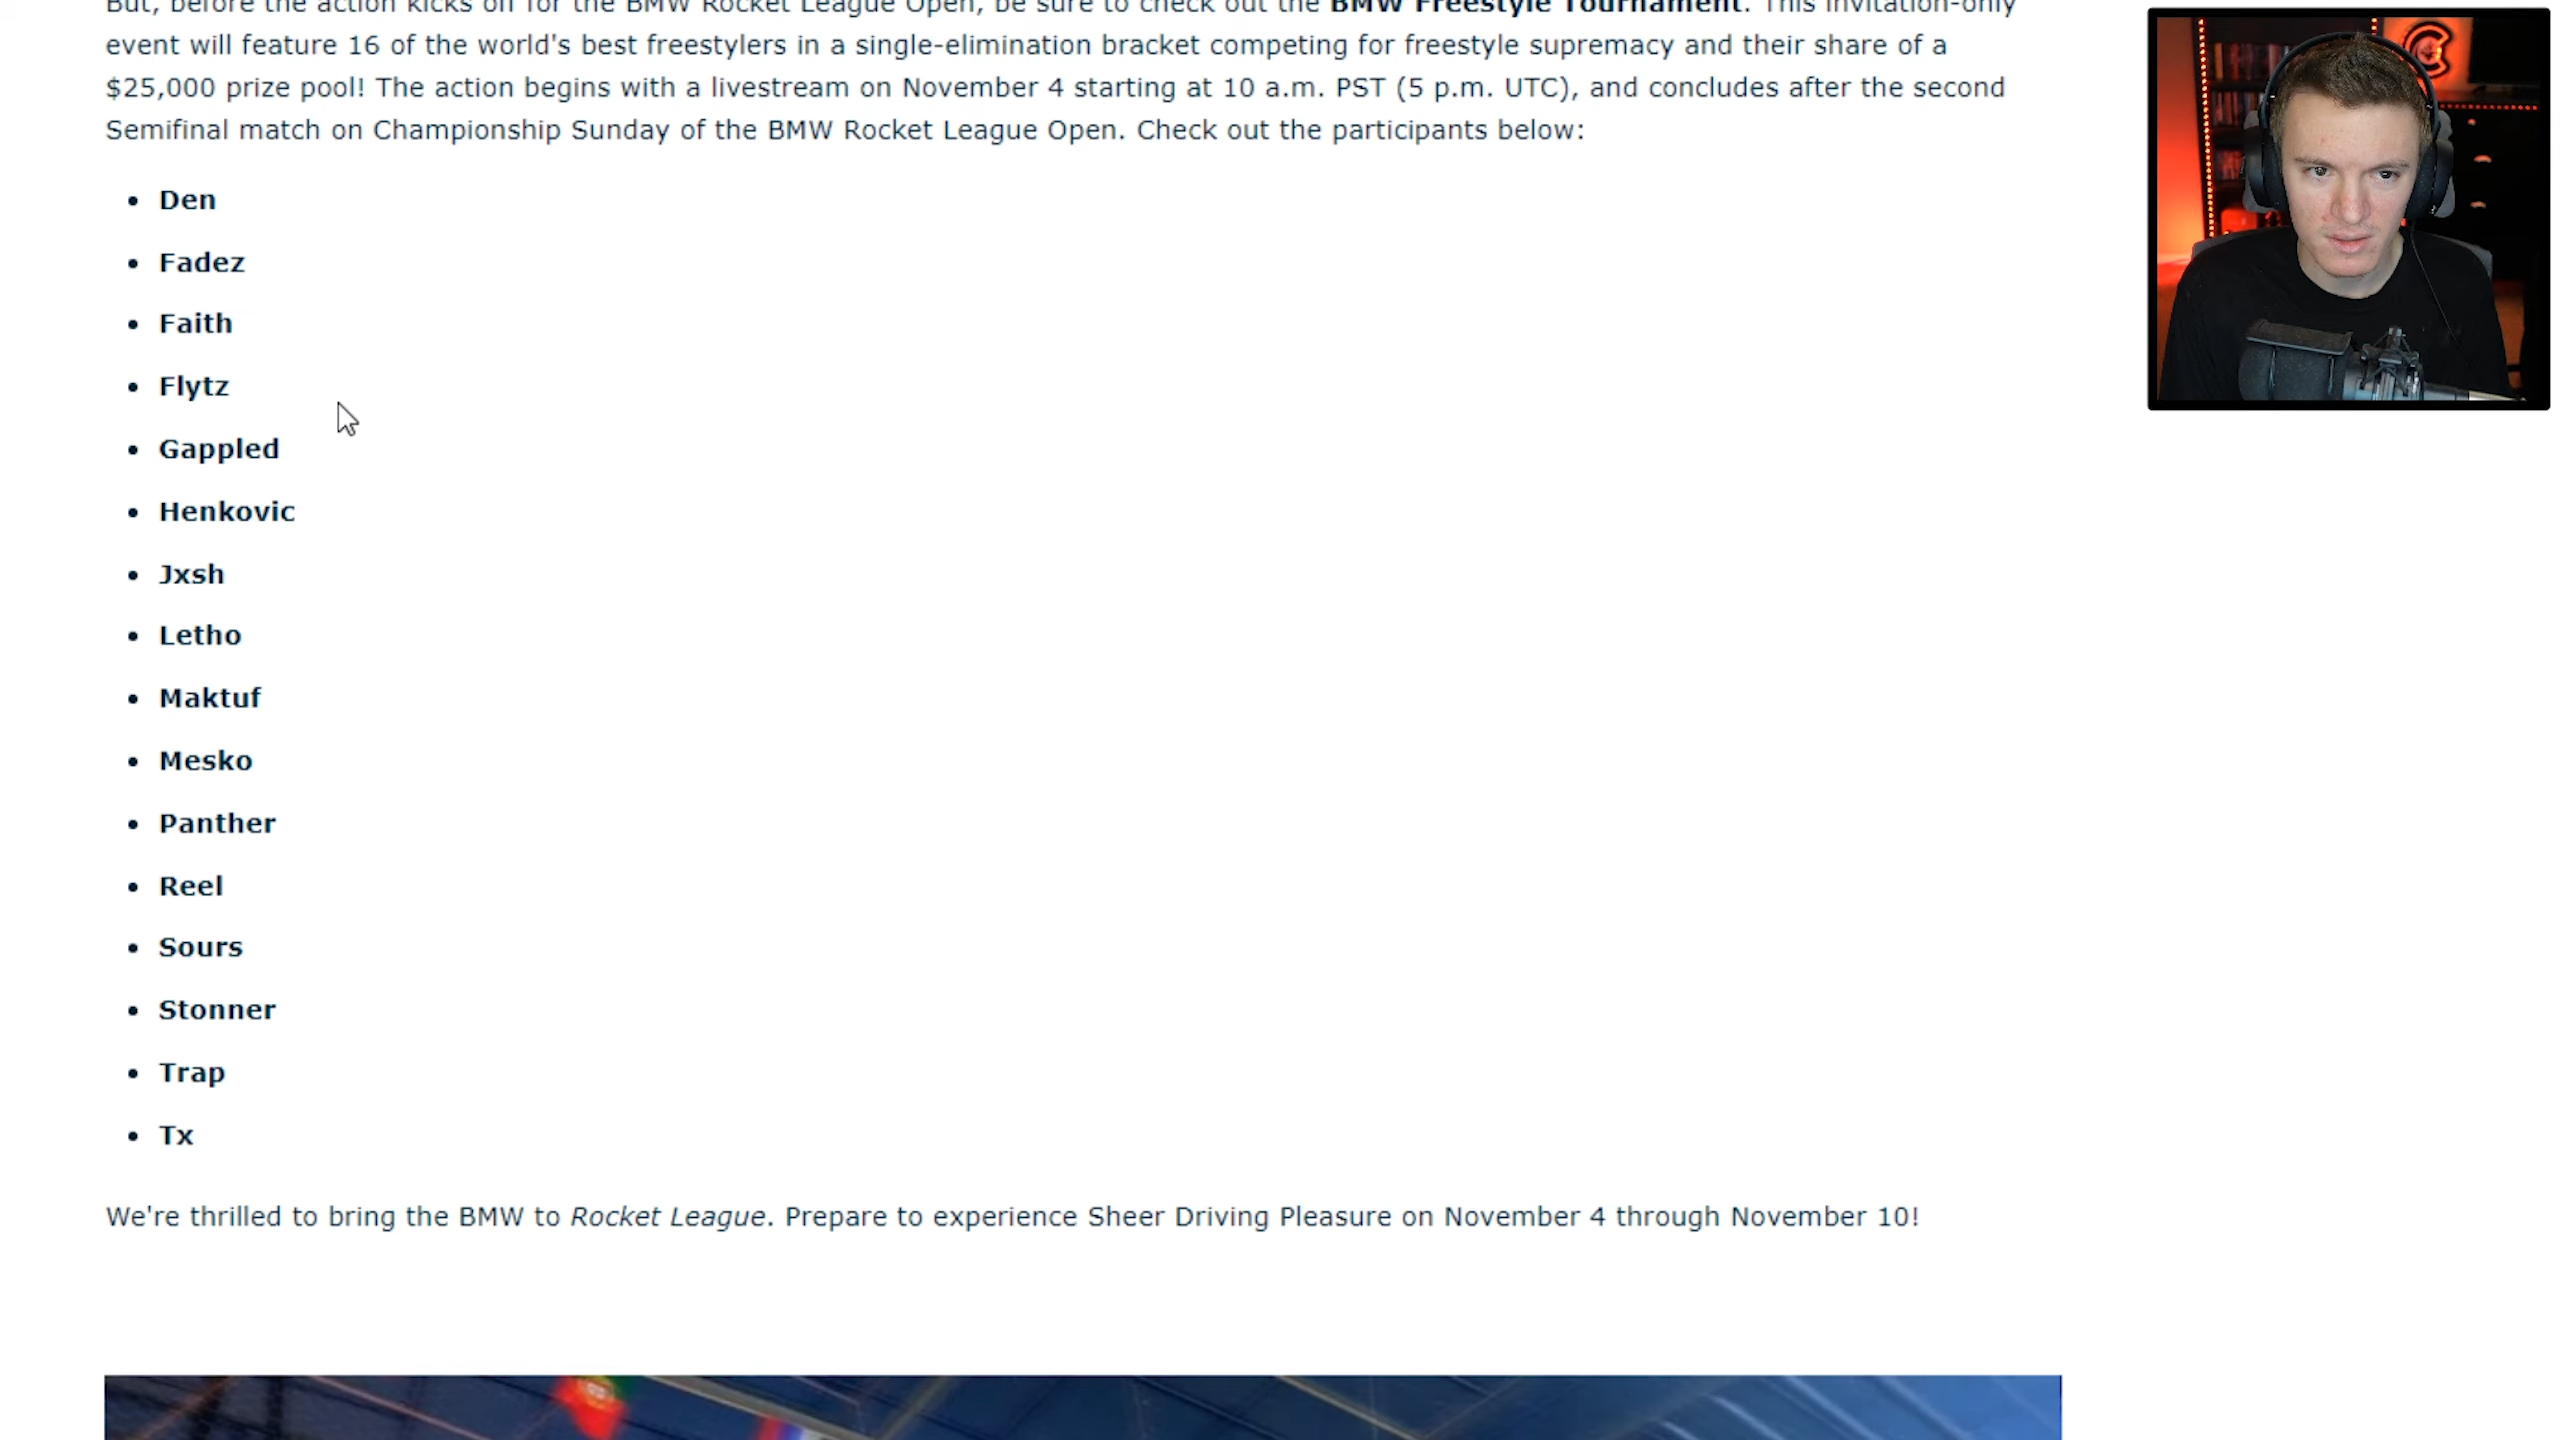 But, before the action kicks off for the BMW Rocket League Open, be sure to check out the BMW Freestyle Tournament. This invitation-only
event will feature 16 of the world's best freestylers in a single-elimination bracket competing for freestyle supremacy and their share of a
$25,000 prize pool! The action begins with a livestream on November 4 starting at 10 a.m. PST (5 p.m. UTC), and concludes after the second
Semifinal match on Championship Sunday of the BMW Rocket League Open. Check out the participants below:
• Den
• Fadez
• Faith
• Flytz
• Gappled
• Henkovic
• Jxsh
• Letho
• Maktuf
• Mesko
• Panther
• Reel
• Sours
• Stonner
• Trap
• Tx
We're thrilled to bring the BMW to Rocket League. Prepare to experience Sheer Driving Pleasure on November 4 through November 10!